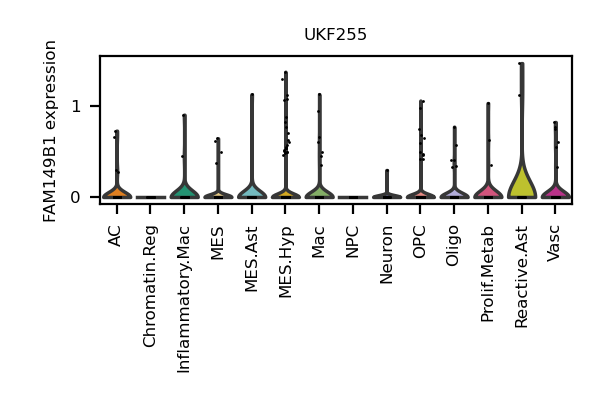 UKF255
FAM149B1 expression
1
0
AC
Chromatin.Reg
Inflammatory.Mac
MES
MES.Ast
MES.Hyp
Mac
NPC
Neuron
OPC
Oligo
Prolif.Metab
Reactive.Ast
Vasc